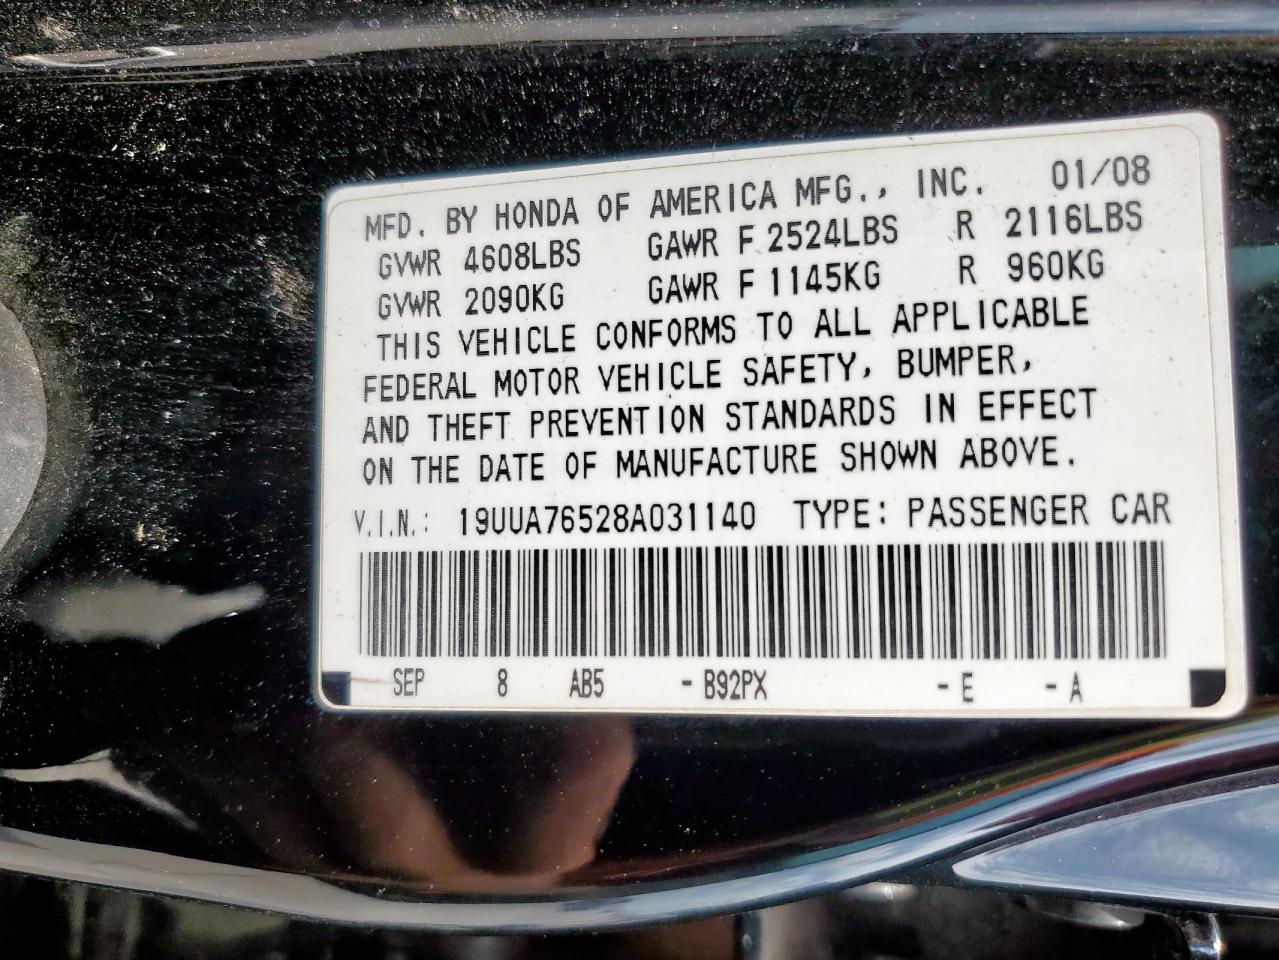 MFD. BY HONDA OF AMERICA MFG., INC. 01/08
GVWR 4608LBS GAWR F 2524LBS R 2116LBS
GVWR 2090KG GAWR F 1145KG R 960KG
THIS VEHICLE CONFORMS TO ALL APPLICABLE
FEDERAL MOTOR VEHICLE SAFETY, BUMPER,
AND THEFT PREVENTION STANDARDS IN EFFECT
ON THE DATE OF MANUFACTURE SHOWN ABOVE.
V.I.N.: 19UUA76528A031140 TYPE: PASSENGER CAR
SEP 8 AB5 -B92PX -E -A